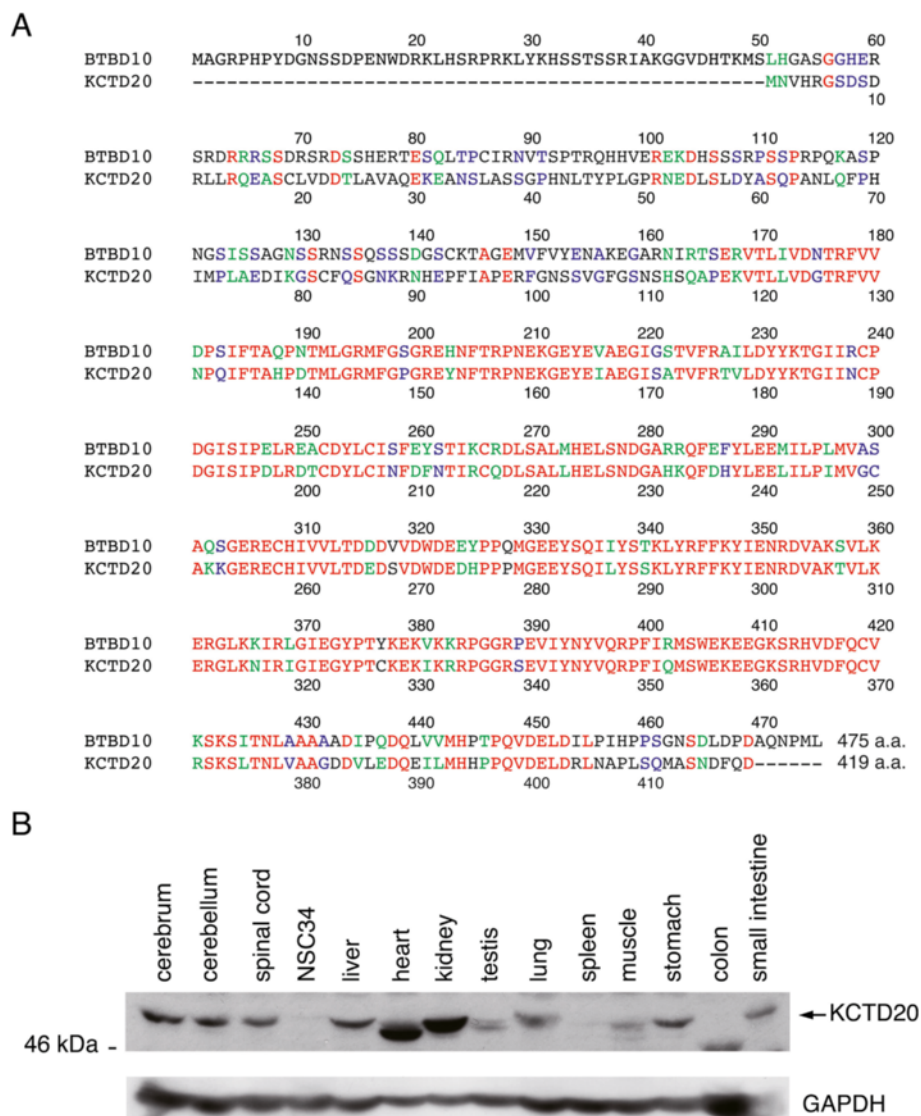 A
10 20 30 40 50 60
BTBD10 MAGRPHPYDGNSSDPENWDRKLHSRPRKLYKHSSTSSRIAKGGVDHTKMSLHGASGGHER
KCTD20 --------------------------------------------------MNVHRGSDSD
10
70 80 90 100 110 120
BTBD10 SRDRRRSSDRSRDSSHERTESQLTPCIRNVTSPTRQHHVEREKDHSSSRPSSPRPQKASP
KCTD20 RLLRQEASCLVDDTLAVAQEKEANSLASSGPHNLTYPLGPRNEDLSLDYASQPANLQFPH
20 30 40 50 60 70
130 140 150 160 170 180
BTBD10 NGSISSAGNSSRNSSQSSSDGSCKTAGEMVFVYENAKEGARNIRTSERVTLIVDNTRFVV
KCTD20 IMPLAEDIKGSCFQSGNKRNHEPFIAPERFGNSSVGFGSNSHSQAPEKVTLLVDGTRFVV
80 90 100 110 120 130
190 200 210 220 230 240
BTBD10 DPSIFTAQPNTMLGRMFGSGREHNFTRPNEKGEYEVAEGIGSTVFRAILDYYKTGIIRCP
KCTD20 NPQIFTAHPDTMLGRMFGPGREYNFTRPNEKGEYEIAEGISATVFRTVLDYYKTGIINCP
140 150 160 170 180 190
250 260 270 280 290 300
BTBD10 DGISIPELREACDYLCISFEYSTIKCRDLSALMHELSNDGARRQFEFYLEEMILPLMVAS
KCTD20 DGISIPDLRDTCDYLCINFDFNTIRCQDLSALLHELSNDGAHKQFDHYLEELILPIMVGC
200 210 220 230 240 250
310 320 330 340 350 360
BTBD10 AQSGERECHIVVLTDDDVVDWDEEYPPQMGEEYSQIIYSTKLYRFFKYIENRDVAKSVLK
KCTD20 AKKGERECHIVVLTDEDSVDWDEDHPPPMGEEYSQILYSSKLYRFFKYIENRDVAKTVLK
260 270 280 290 300 310
370 380 390 400 410 420
BTBD10 ERGLKKIRLGIEGYPTYKEKVKKRPGGRPEVIYNYVQRPFIRMSWEKEEGKSRHVDFQCV
KCTD20 ERGLKNIRIGIEGYPTCKEKIKRRPGGRSEVIYNYVQRPFIQMSWEKEEGKSRHVDFQCV
320 330 340 350 360 370
430 440 450 460 470
BTBD10 KSKSITNLAAAAADIPQDQLVVMHPTPQVDELDILPIHPPSGNSDLDPDAQNPML 475 a.a.
KCTD20 RSKSLTNLVAAGDDVLEDQEILMHHPPQVDELDRLNAPLSQMASNDFQD------ 419 a.a.
380 390 400 410
B
cerebrum cerebellum spinal cord NSC34 liver heart kidney testis lung spleen muscle stomach colon small intestine
←KCTD20
46 kDa -
GAPDH